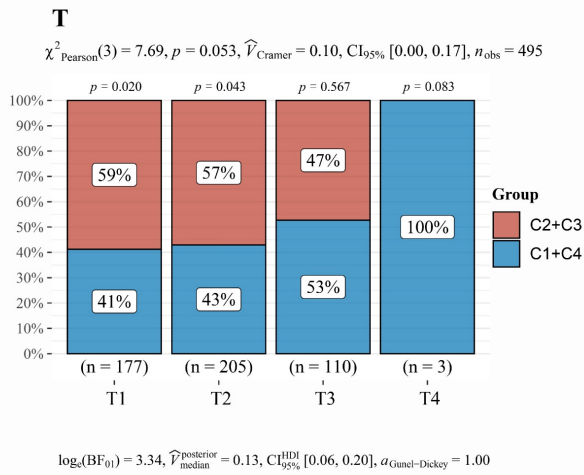 T
χ²Pearson(3) = 7.69, p = 0.053, V̂Cramer = 0.10, CI95% [0.00, 0.17], nobs = 495
p = 0.020 p = 0.043 p = 0.567 p = 0.083
100%
90%
80%
70%
60%
50%
40%
30%
20%
10%
0%
59% 57% 47%
100%
41% 43% 53%
Group
C2+C3
C1+C4
(n = 177) (n = 205) (n = 110) (n = 3)
T1 T2 T3 T4
loge(BF01) = 3.34, V̂posteriormedian = 0.13, CIHDI95% [0.06, 0.20], aGunel−Dickey = 1.00